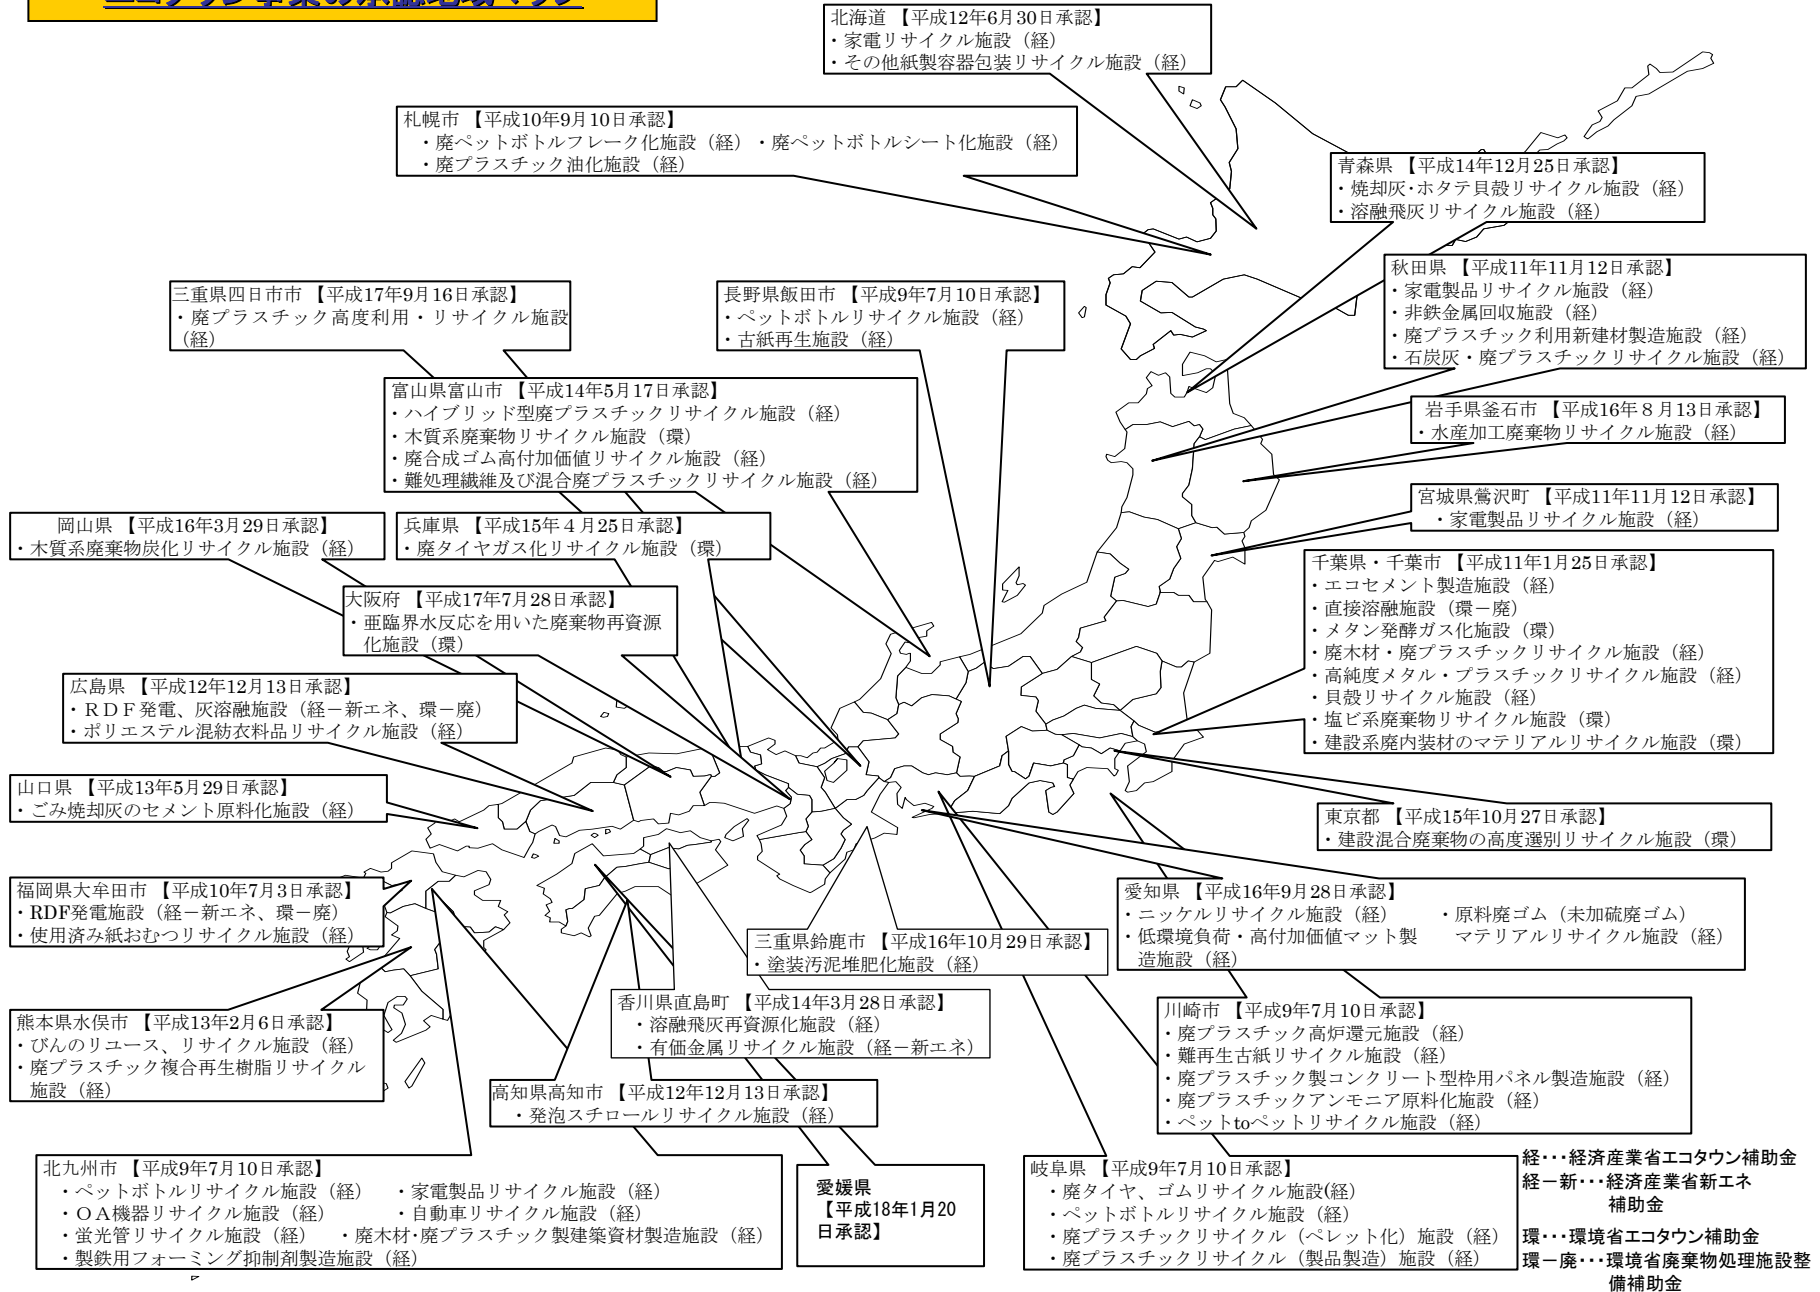 エコタウン事業の承認地域マップ
北海道 【平成12年6月30日承認】
・家電リサイクル施設（経）
・その他紙製容器包装リサイクル施設（経）
札幌市 【平成10年9月10日承認】
・廃ペットボトルフレーク化施設（経） ・廃ペットボトルシート化施設（経）
・廃プラスチック油化施設（経）
青森県 【平成14年12月25日承認】
・焼却灰･ホタテ貝殻リサイクル施設（経）
・溶融飛灰リサイクル施設（経）
秋田県 【平成11年11月12日承認】
・家電製品リサイクル施設（経）
・非鉄金属回収施設（経）
・廃プラスチック利用新建材製造施設（経）
・石炭灰・廃プラスチックリサイクル施設（経）
三重県四日市市 【平成17年9月16日承認】
・廃プラスチック高度利用・リサイクル施設
（経）
長野県飯田市 【平成9年7月10日承認】
・ペットボトルリサイクル施設（経）
・古紙再生施設（経）
富山県富山市 【平成14年5月17日承認】
・ハイブリッド型廃プラスチックリサイクル施設（経）
・木質系廃棄物リサイクル施設（環）
・廃合成ゴム高付加価値リサイクル施設（経）
・難処理繊維及び混合廃プラスチックリサイクル施設（経）
岩手県釜石市 【平成16年８月13日承認】
・水産加工廃棄物リサイクル施設（経）
宮城県鶯沢町 【平成11年11月12日承認】
・家電製品リサイクル施設（経）
岡山県 【平成16年3月29日承認】
・木質系廃棄物炭化リサイクル施設（経）
兵庫県 【平成15年４月25日承認】
・廃タイヤガス化リサイクル施設（環）
千葉県・千葉市 【平成11年1月25日承認】
・エコセメント製造施設（経）
・直接溶融施設（環－廃）
・メタン発酵ガス化施設（環）
・廃木材・廃プラスチックリサイクル施設（経）
・高純度メタル・プラスチックリサイクル施設（経）
・貝殻リサイクル施設（経）
・塩ビ系廃棄物リサイクル施設（環）
・建設系廃内装材のマテリアルリサイクル施設（環）
大阪府 【平成17年7月28日承認】
・亜臨界水反応を用いた廃棄物再資源
化施設（環）
広島県 【平成12年12月13日承認】
・ＲＤＦ発電、灰溶融施設（経－新エネ、環－廃）
・ポリエステル混紡衣料品リサイクル施設（経）
山口県 【平成13年5月29日承認】
・ごみ焼却灰のセメント原料化施設（経）
東京都 【平成15年10月27日承認】
・建設混合廃棄物の高度選別リサイクル施設（環）
福岡県大牟田市 【平成10年7月3日承認】
・RDF発電施設（経－新エネ、環－廃）
・使用済み紙おむつリサイクル施設（経）
愛知県 【平成16年9月28日承認】
・ニッケルリサイクル施設（経） ・原料廃ゴム（未加硫廃ゴム）
・低環境負荷・高付加価値マット製 マテリアルリサイクル施設（経）
造施設（経）
三重県鈴鹿市 【平成16年10月29日承認】
・塗装汚泥堆肥化施設（経）
香川県直島町 【平成14年3月28日承認】
・溶融飛灰再資源化施設（経）
・有価金属リサイクル施設（経－新エネ）
熊本県水俣市 【平成13年2月6日承認】
・びんのリユース、リサイクル施設（経）
・廃プラスチック複合再生樹脂リサイクル
施設（経）
川崎市 【平成9年7月10日承認】
・廃プラスチック高炉還元施設（経）
・難再生古紙リサイクル施設（経）
・廃プラスチック製コンクリート型枠用パネル製造施設（経）
・廃プラスチックアンモニア原料化施設（経）
・ペットtoペットリサイクル施設（経）
高知県高知市 【平成12年12月13日承認】
・発泡スチロールリサイクル施設（経）
北九州市 【平成9年7月10日承認】
・ペットボトルリサイクル施設（経） ・家電製品リサイクル施設（経）
・ＯＡ機器リサイクル施設（経） ・自動車リサイクル施設（経）
・蛍光管リサイクル施設（経） ・廃木材･廃プラスチック製建築資材製造施設（経）
・製鉄用フォーミング抑制剤製造施設（経）
愛媛県
【平成18年1月20
日承認】
岐阜県 【平成9年7月10日承認】
・廃タイヤ、ゴムリサイクル施設(経）
・ペットボトルリサイクル施設（経）
・廃プラスチックリサイクル（ペレット化）施設（経）
・廃プラスチックリサイクル（製品製造）施設（経）
経･･･経済産業省エコタウン補助金
経－新･･･経済産業省新エネ
補助金
環･･･環境省エコタウン補助金
環－廃･･･環境省廃棄物処理施設整
備補助金